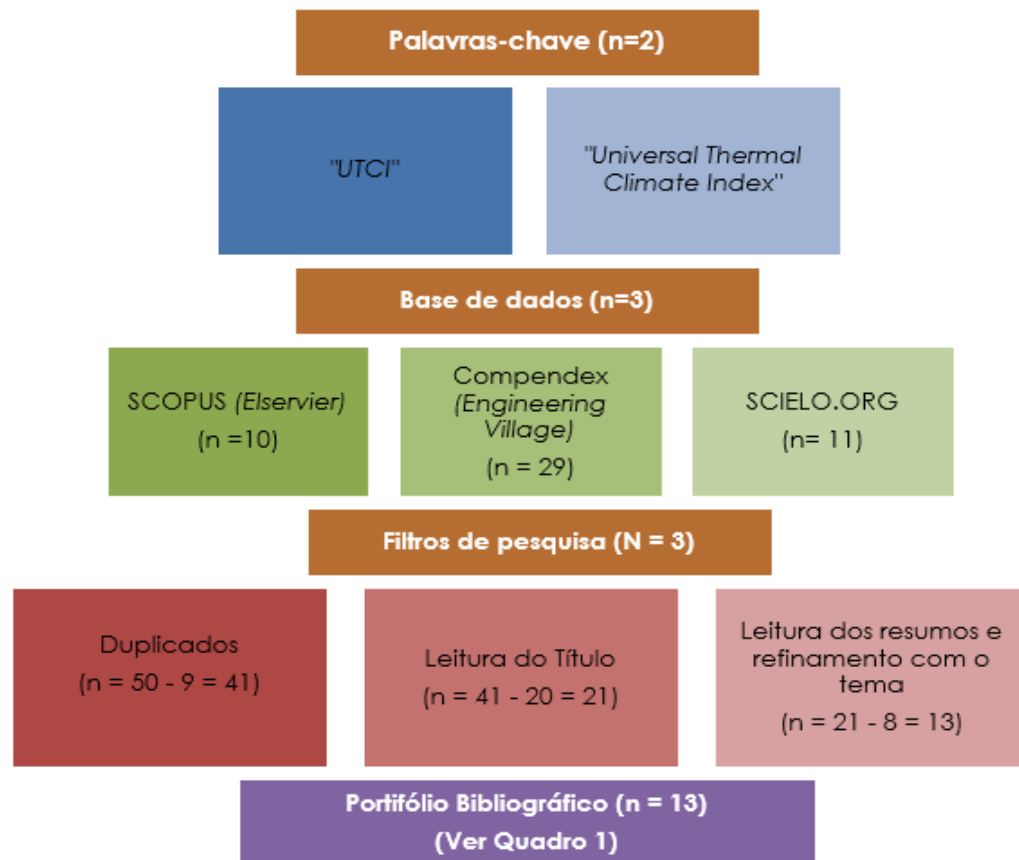 Palavras-chave (n=2)
"UTCI"
"Universal Thermal
Climate Index"
Base de dados (n=3)
SCOPUS (Elservier)
(n =10)
Compendex
(Engineering
Village)
(n = 29)
SCIELO.ORG
(n= 11)
Filtros de pesquisa (N = 3)
Duplicados
(n = 50 - 9 = 41)
Leitura do Título
(n = 41 - 20 = 21)
Leitura dos resumos e
refinamento com o
tema
(n = 21 - 8 = 13)
Portifólio Bibliográfico (n = 13)
(Ver Quadro 1)